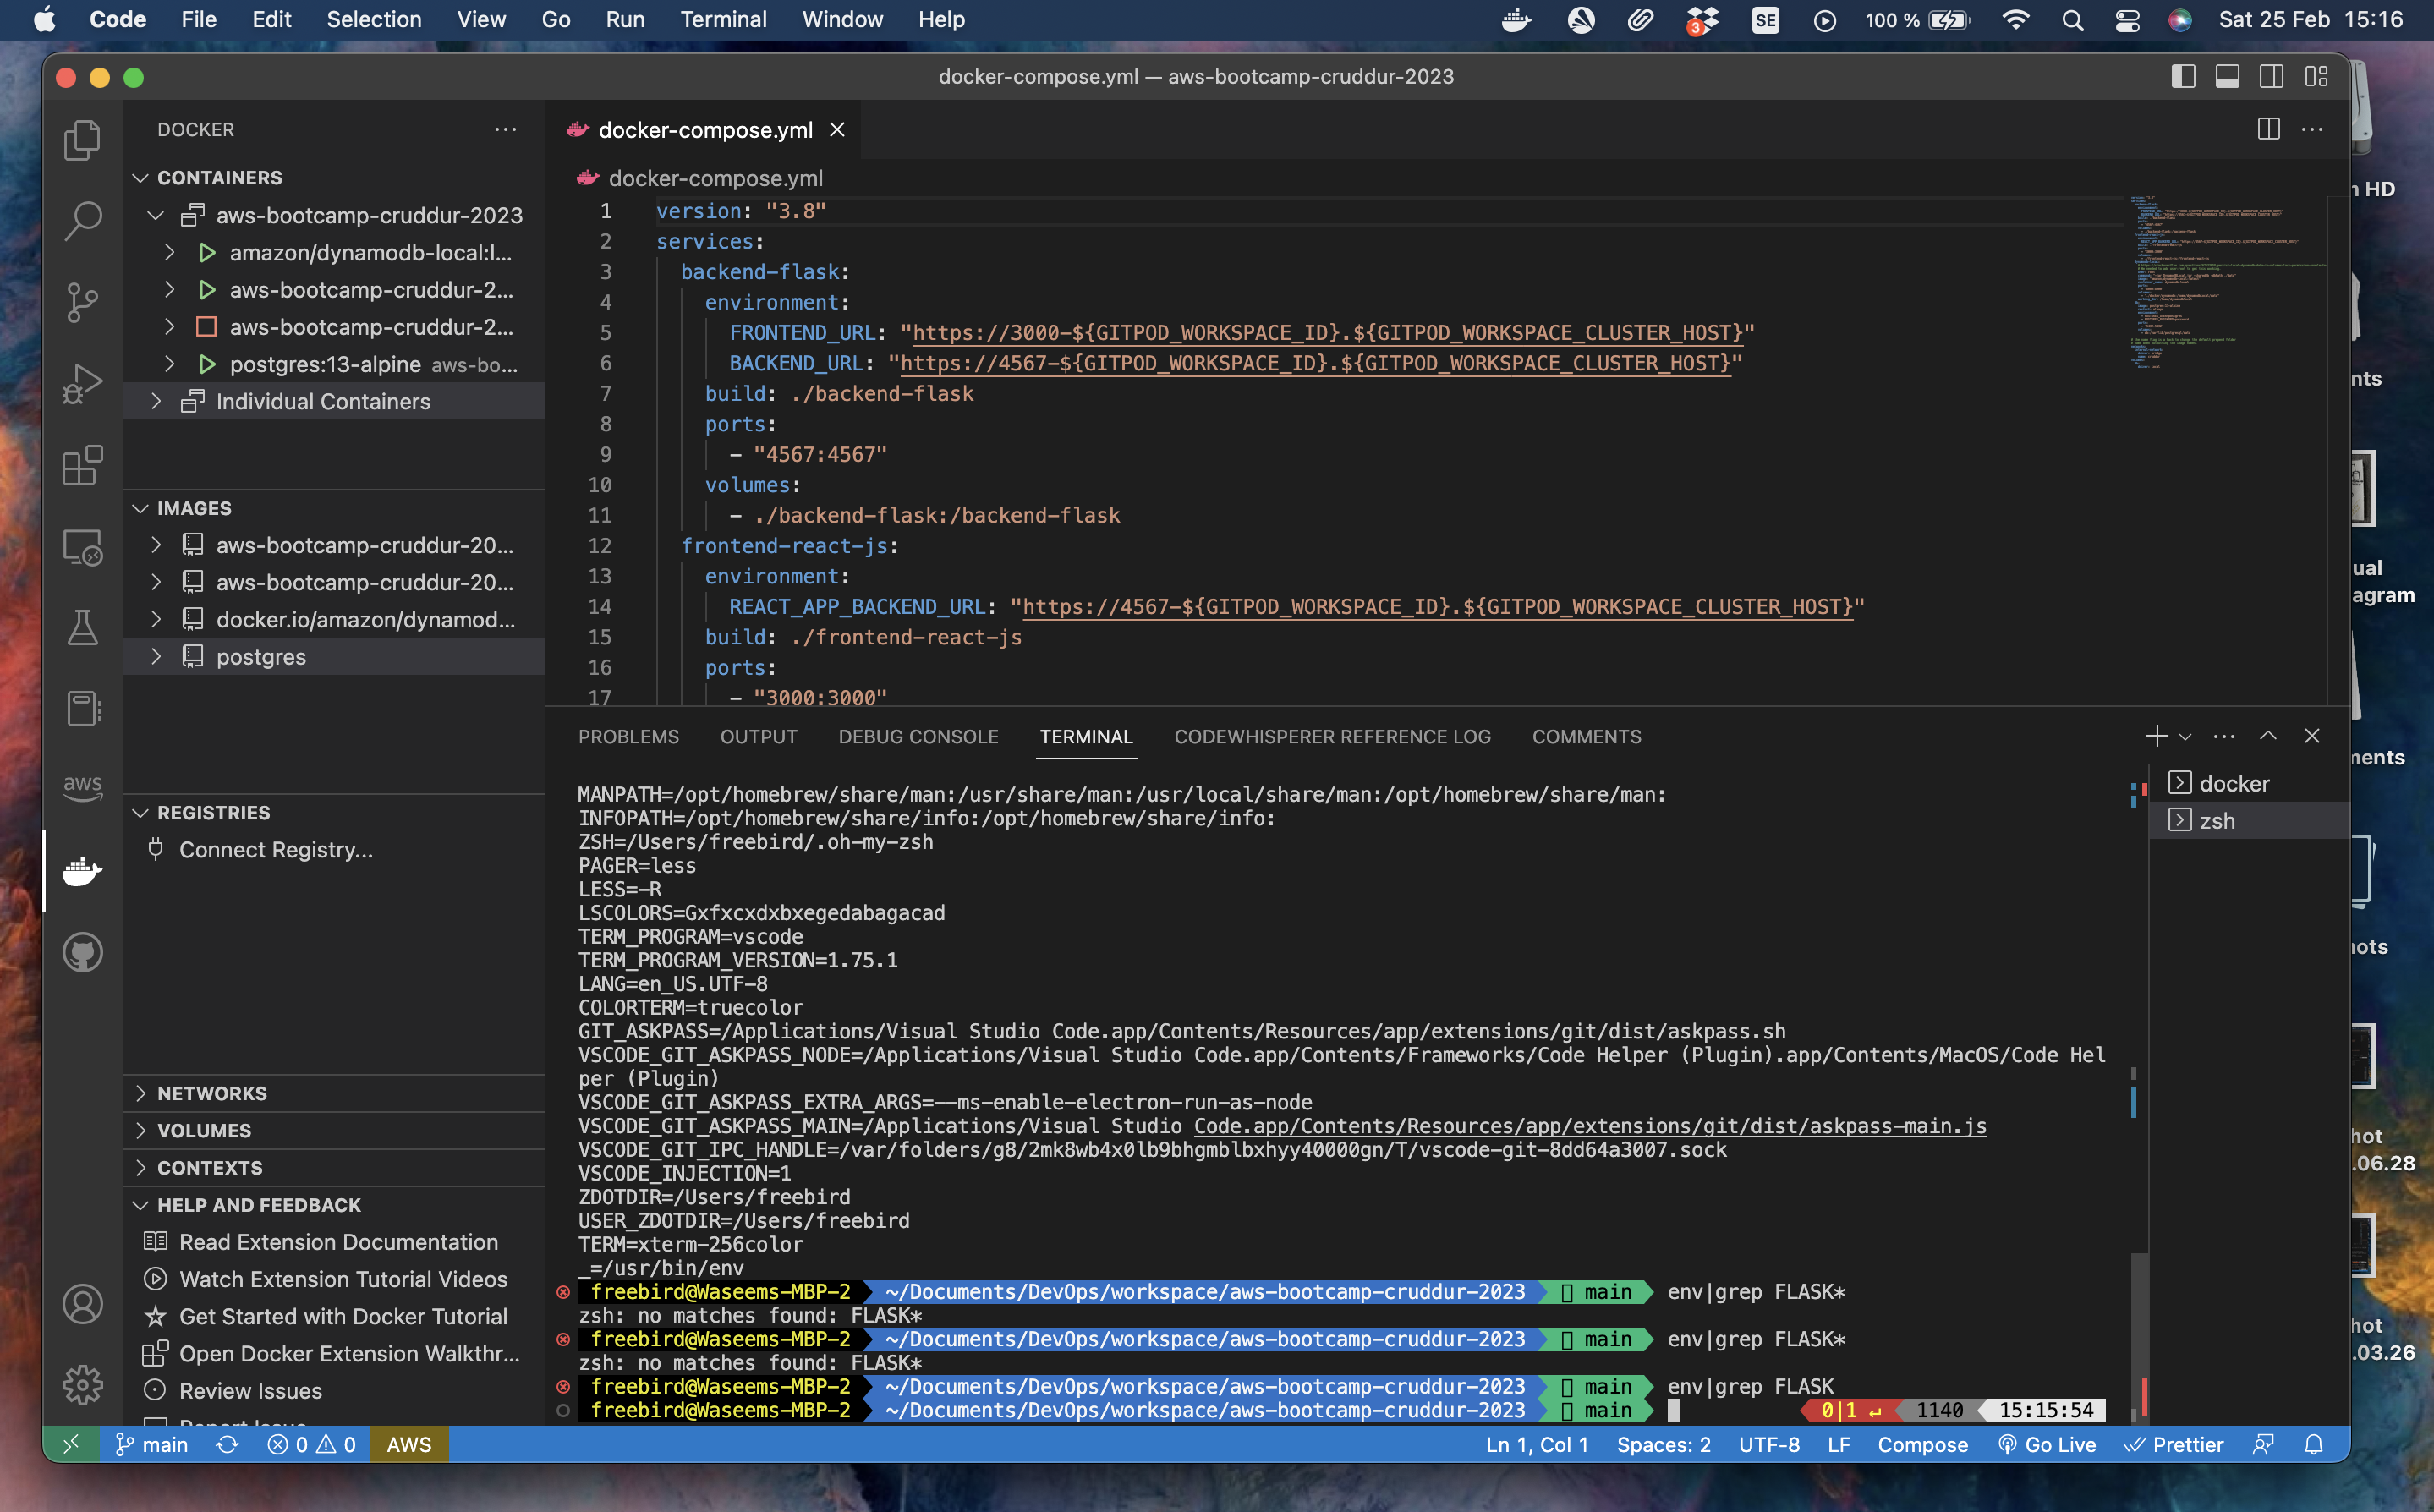 Code File Edit Selection View Go Run Terminal Window Help
3 SE 100 % Sat 25 Feb 15:16
docker-compose.yml — aws-bootcamp-cruddur-2023
DOCKER
CONTAINERS
aws-bootcamp-cruddur-2023
amazon/dynamodb-local:l...
aws-bootcamp-cruddur-2...
aws-bootcamp-cruddur-2...
postgres:13-alpine aws-bo...
Individual Containers
IMAGES
aws-bootcamp-cruddur-20...
aws-bootcamp-cruddur-20...
docker.io/amazon/dynamod...
postgres
REGISTRIES
Connect Registry...
NETWORKS
VOLUMES
CONTEXTS
HELP AND FEEDBACK
Read Extension Documentation
Watch Extension Tutorial Videos
Get Started with Docker Tutorial
Open Docker Extension Walkthr...
Review Issues
Report Issue
aws
docker-compose.yml
docker-compose.yml
1 version: "3.8"
2 services:
3 backend-flask:
4 environment:
5 FRONTEND_URL: "https://3000-${GITPOD_WORKSPACE_ID}.${GITPOD_WORKSPACE_CLUSTER_HOST}"
6 BACKEND_URL: "https://4567-${GITPOD_WORKSPACE_ID}.${GITPOD_WORKSPACE_CLUSTER_HOST}"
7 build: ./backend-flask
8 ports:
9 - "4567:4567"
10 volumes:
11 - ./backend-flask:/backend-flask
12 frontend-react-js:
13 environment:
14 REACT_APP_BACKEND_URL: "https://4567-${GITPOD_WORKSPACE_ID}.${GITPOD_WORKSPACE_CLUSTER_HOST}"
15 build: ./frontend-react-js
16 ports:
17 - "3000:3000"
PROBLEMS OUTPUT DEBUG CONSOLE TERMINAL CODEWHISPERER REFERENCE LOG COMMENTS
docker
zsh
MANPATH=/opt/homebrew/share/man:/usr/share/man:/usr/local/share/man:/opt/homebrew/share/man:
INFOPATH=/opt/homebrew/share/info:/opt/homebrew/share/info:
ZSH=/Users/freebird/.oh-my-zsh
PAGER=less
LESS=-R
LSCOLORS=Gxfxcxdxbxegedabagacad
TERM_PROGRAM=vscode
TERM_PROGRAM_VERSION=1.75.1
LANG=en_US.UTF-8
COLORTERM=truecolor
GIT_ASKPASS=/Applications/Visual Studio Code.app/Contents/Resources/app/extensions/git/dist/askpass.sh
VSCODE_GIT_ASKPASS_NODE=/Applications/Visual Studio Code.app/Contents/Frameworks/Code Helper (Plugin).app/Contents/MacOS/Code Hel
per (Plugin)
VSCODE_GIT_ASKPASS_EXTRA_ARGS=--ms-enable-electron-run-as-node
VSCODE_GIT_ASKPASS_MAIN=/Applications/Visual Studio Code.app/Contents/Resources/app/extensions/git/dist/askpass-main.js
VSCODE_GIT_IPC_HANDLE=/var/folders/g8/2mk8wb4x0lb9bhgmblbxhyy40000gn/T/vscode-git-8dd64a3007.sock
VSCODE_INJECTION=1
ZDOTDIR=/Users/freebird
USER_ZDOTDIR=/Users/freebird
TERM=xterm-256color
_=/usr/bin/env
freebird@Waseems-MBP-2 ~/Documents/DevOps/workspace/aws-bootcamp-cruddur-2023 main env|grep FLASK*
zsh: no matches found: FLASK*
freebird@Waseems-MBP-2 ~/Documents/DevOps/workspace/aws-bootcamp-cruddur-2023 main env|grep FLASK*
zsh: no matches found: FLASK*
freebird@Waseems-MBP-2 ~/Documents/DevOps/workspace/aws-bootcamp-cruddur-2023 main env|grep FLASK
freebird@Waseems-MBP-2 ~/Documents/DevOps/workspace/aws-bootcamp-cruddur-2023 main 0|1 ↵ 1140 15:15:54
main 0 0 AWS Ln 1, Col 1 Spaces: 2 UTF-8 LF Compose Go Live Prettier
n HD
nts
ual
agram
ments
hots
hot
.06.28
hot
.03.26